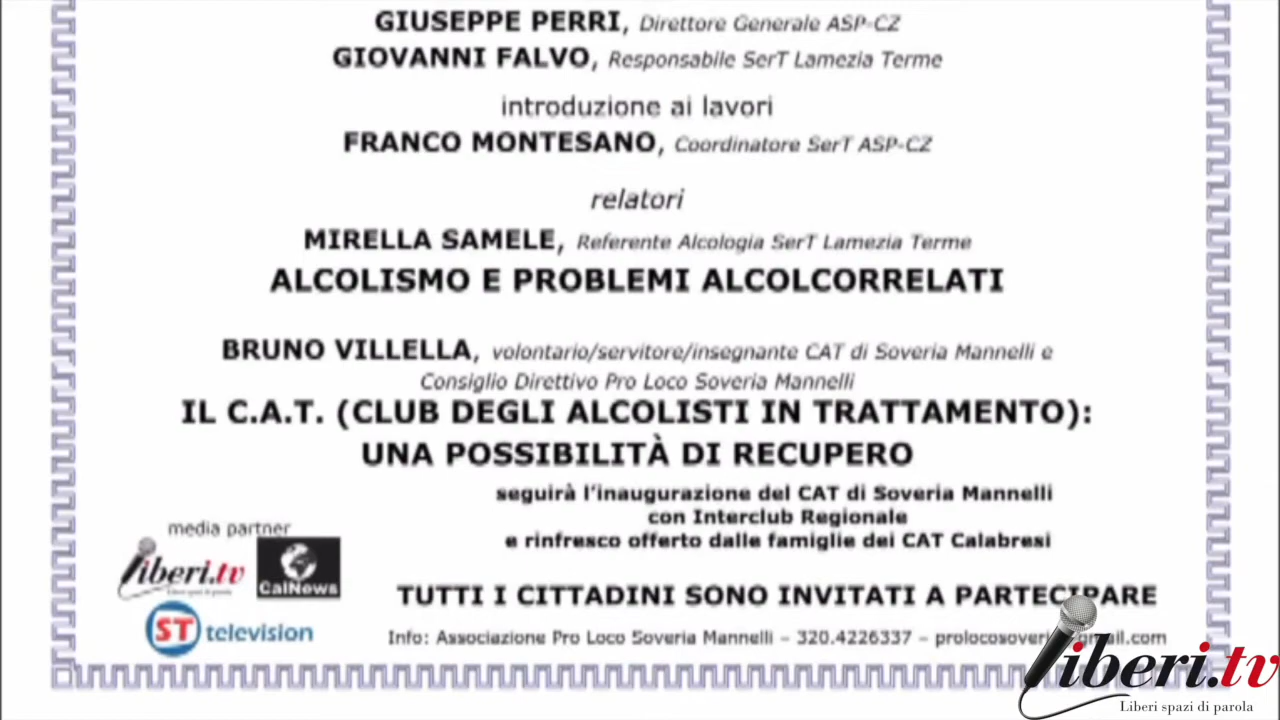 GIUSEPPE PERRI, Direttore Generale ASP-CZ
GIOVANNI FALVO, Responsabile SerT Lamezia Terme
introduzione ai lavori
FRANCO MONTESANO, Coordinatore SerT ASP-CZ
relatori
MIRELLA SAMELE, Referente Alcologia SerT Lamezia Terme
ALCOLISMO E PROBLEMI ALCOLCORRELATI
BRUNO VILLELLA, volontario/servitore/insegnante CAT di Soveria Mannelli e
Consiglio Direttivo Pro Loco Soveria Mannelli
IL C.A.T. (CLUB DEGLI ALCOLISTI IN TRATTAMENTO):
UNA POSSIBILITÀ DI RECUPERO
seguirà l'inaugurazione del CAT di Soveria Mannelli
con Interclub Regionale
e rinfresco offerto dalle famiglie dei CAT Calabresi
media partner
liberi.tv
Liberi spazi di parola
CalNews
ST television
TUTTI I CITTADINI SONO INVITATI A PARTECIPARE
Info: Associazione Pro Loco Soveria Mannelli – 320.4226337 –
liberi.tv
Liberi spazi di parola